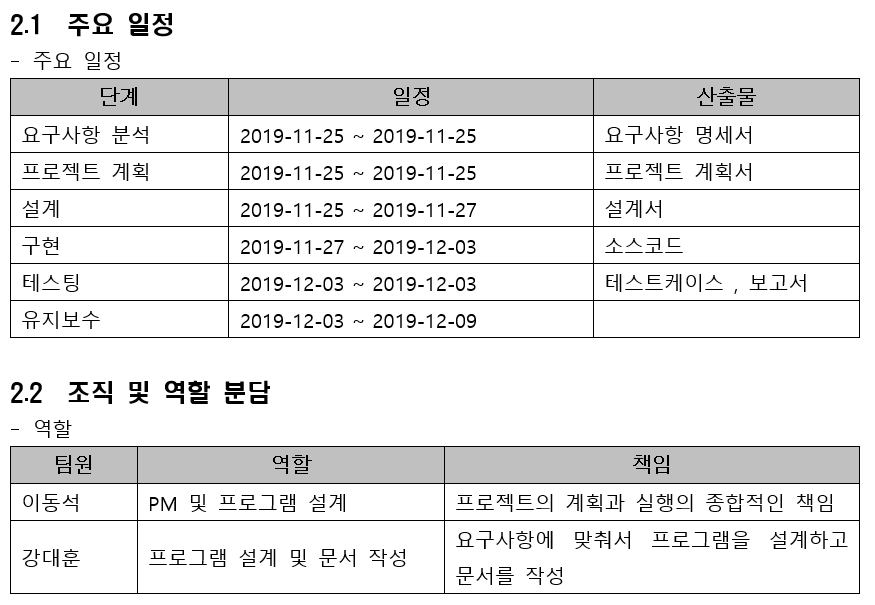 2.1 주요 일정
- 주요 일정
단계 일정 산출물
요구사항 분석 2019-11-25 ~ 2019-11-25 요구사항 명세서
프로젝트 계획 2019-11-25 ~ 2019-11-25 프로젝트 계획서
설계 2019-11-25 ~ 2019-11-27 설계서
구현 2019-11-27 ~ 2019-12-03 소스코드
테스팅 2019-12-03 ~ 2019-12-03 테스트케이스 , 보고서
유지보수 2019-12-03 ~ 2019-12-09
2.2 조직 및 역할 분담
- 역할
팀원 역할 책임
이동석 PM 및 프로그램 설계 프로젝트의 계획과 실행의 종합적인 책임
강대훈 프로그램 설계 및 문서 작성 요구사항에 맞춰서 프로그램을 설계하고
문서를 작성